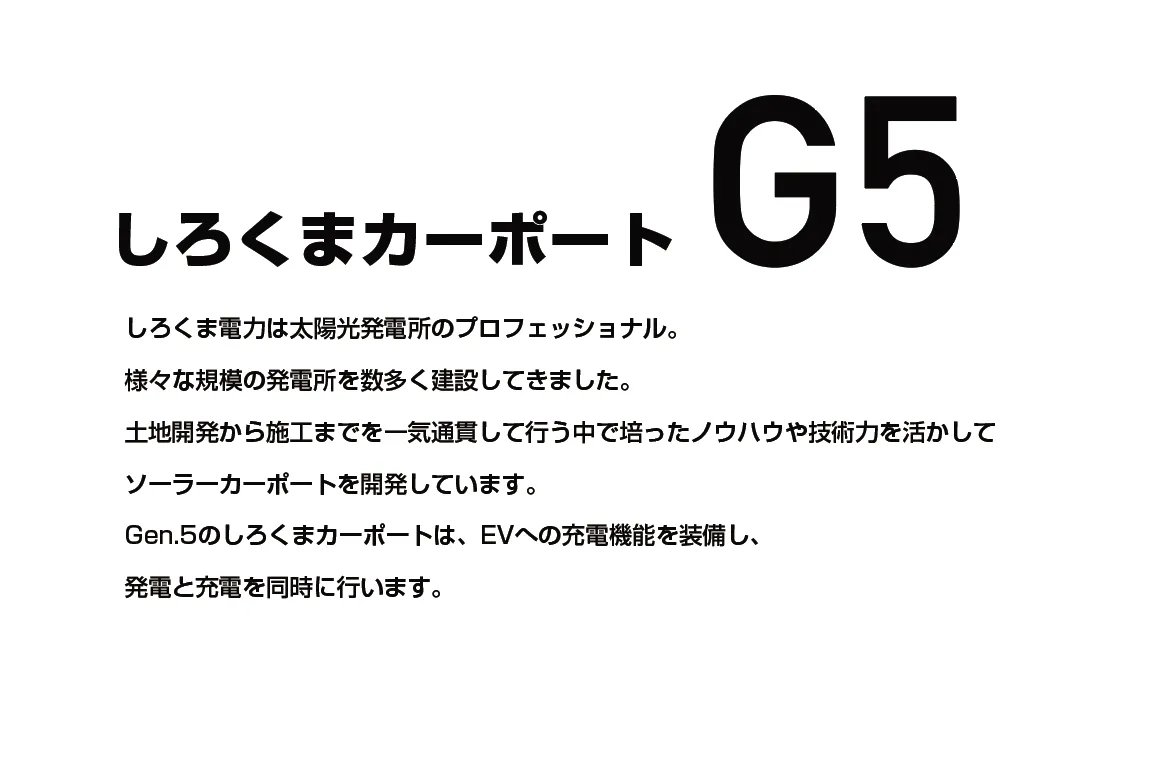 しろくまカーポート G5
しろくま電力は太陽光発電所のプロフェッショナル。
様々な規模の発電所を数多く建設してきました。
土地開発から施工までを一気通貫して行う中で培ったノウハウや技術力を活かして
ソーラーカーポートを開発しています。
Gen.5のしろくまカーポートは、EVへの充電機能を装備し、
発電と充電を同時に行います。